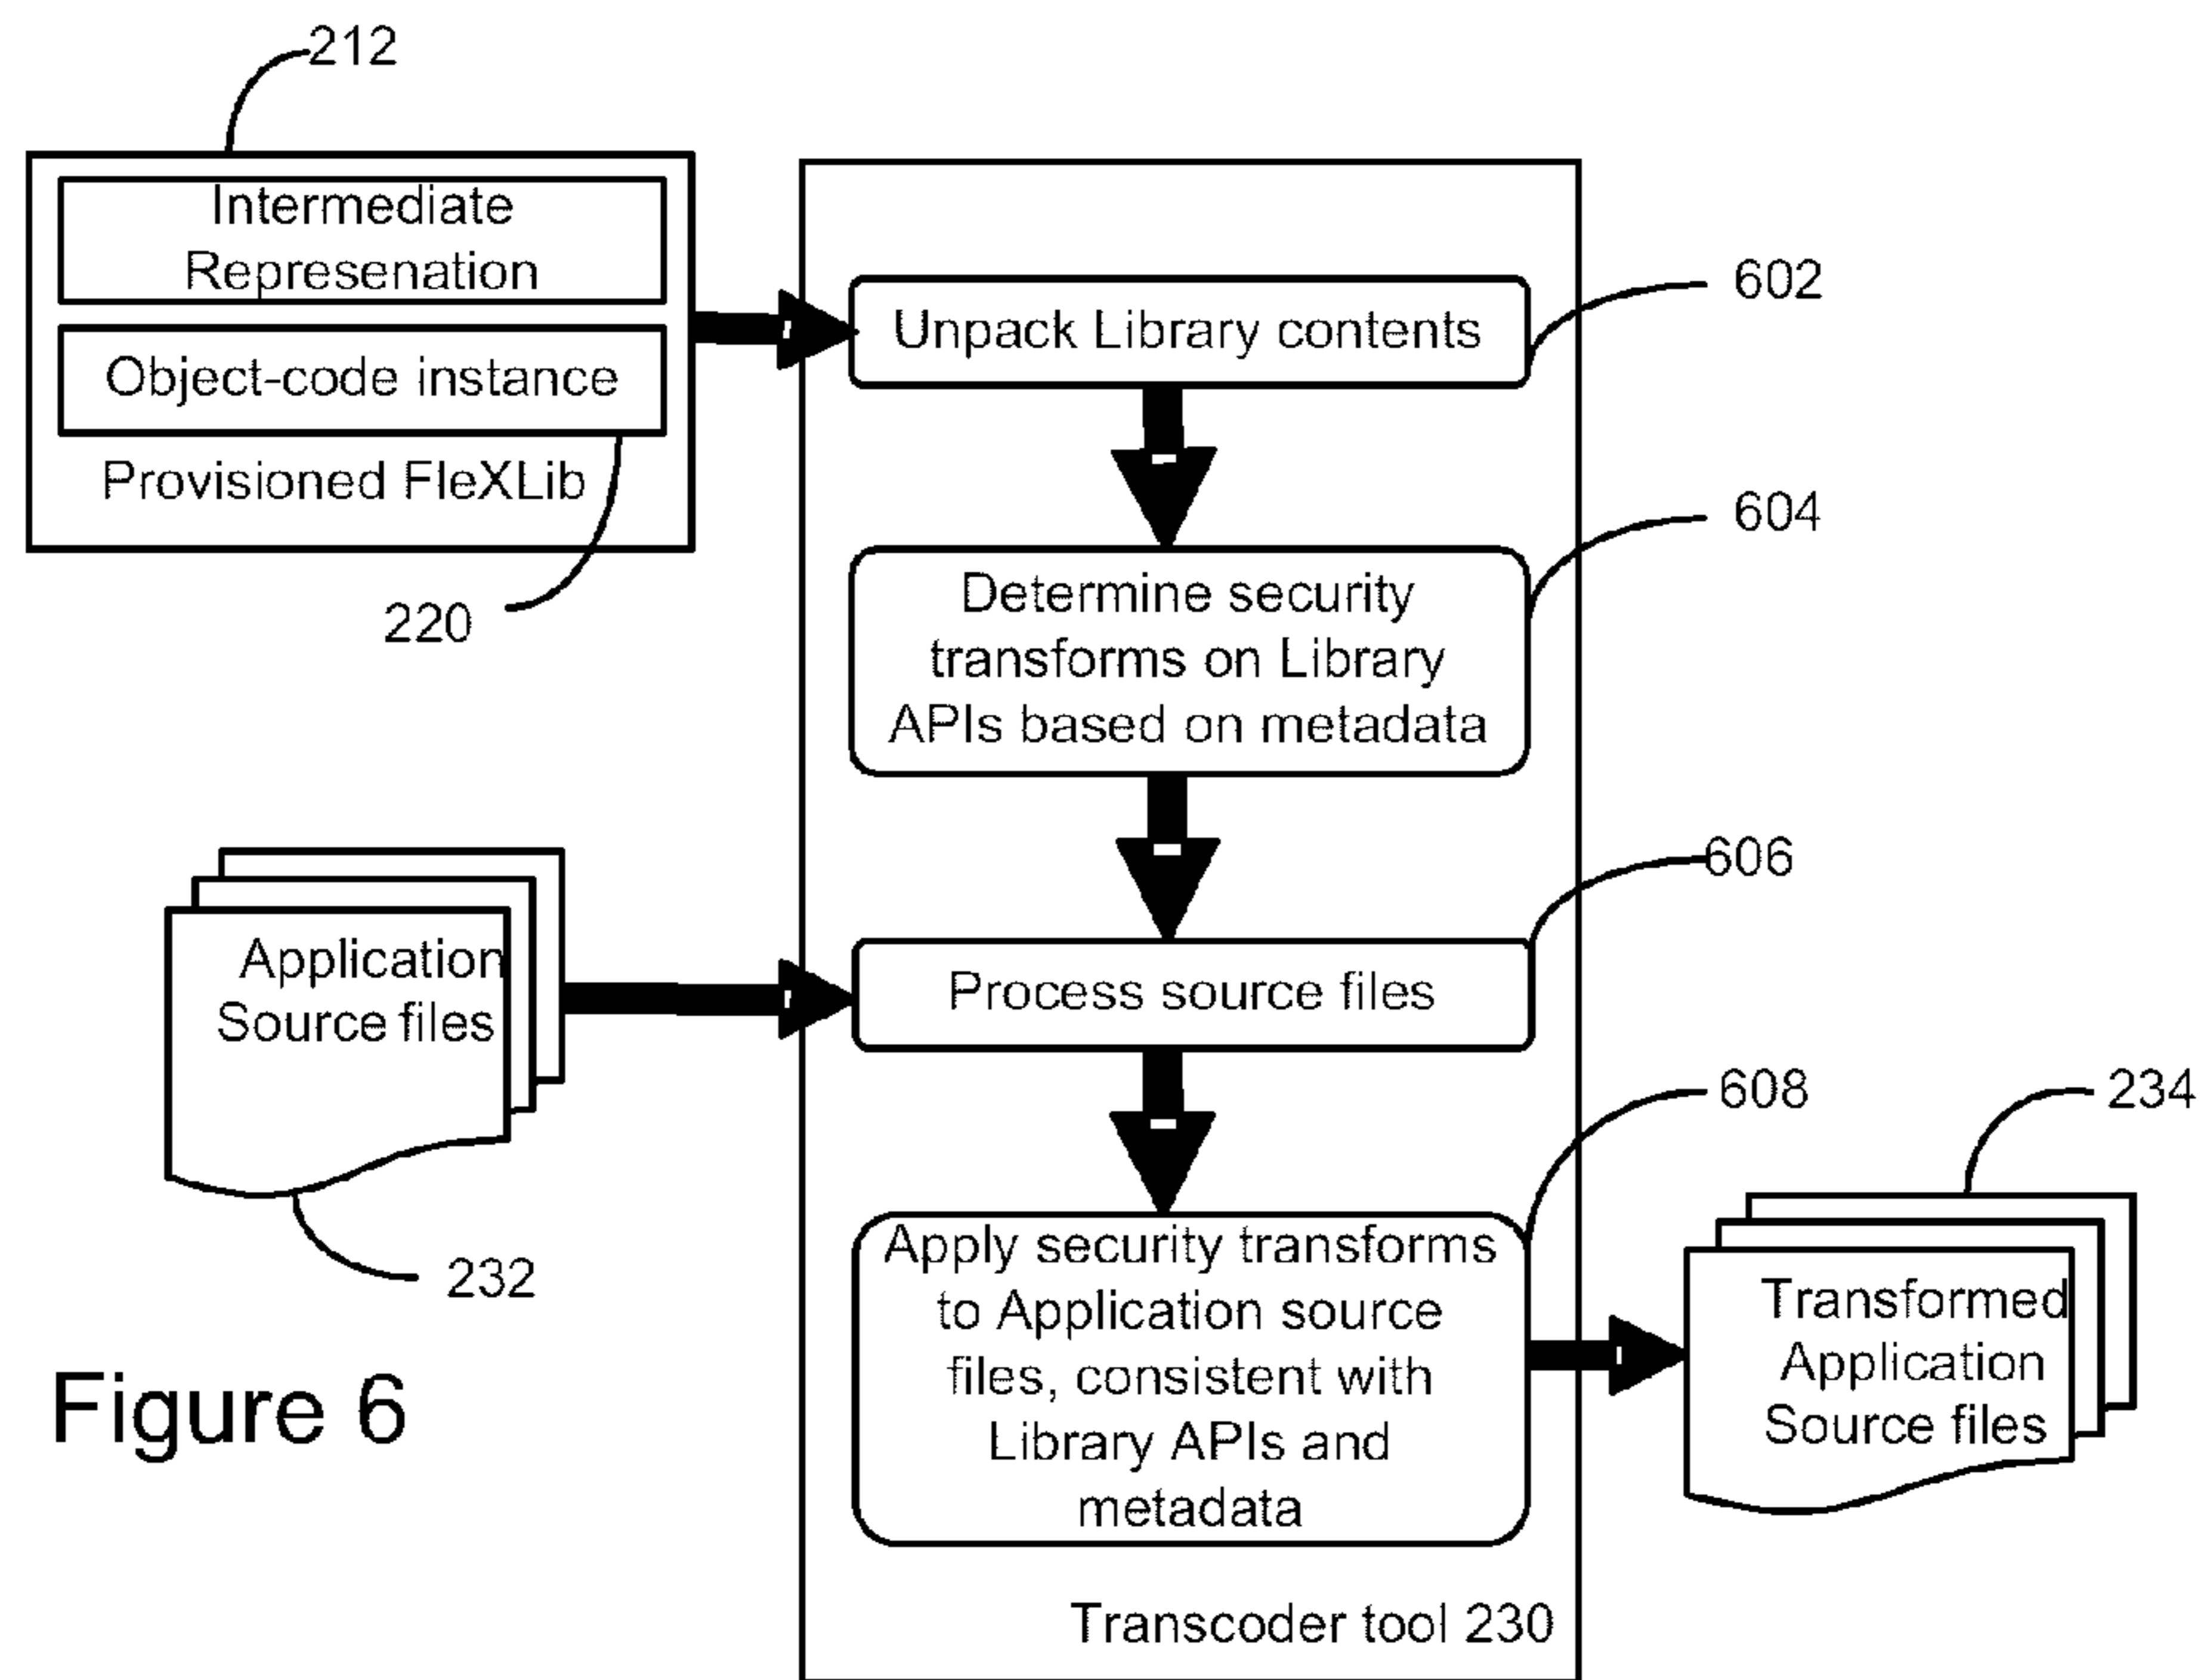 212
Intermediate
Represenation
Object-code instance
Provisioned FleXLib
220
Unpack Library contents
602
Determine security
transforms on Library
APIs based on metadata
604
Application
Source files
232
Process source files
606
Apply security transforms
to Application source
files, consistent with
Library APIs and
metadata
608
234
Transformed
Application
Source files
Transcoder tool 230
Figure 6